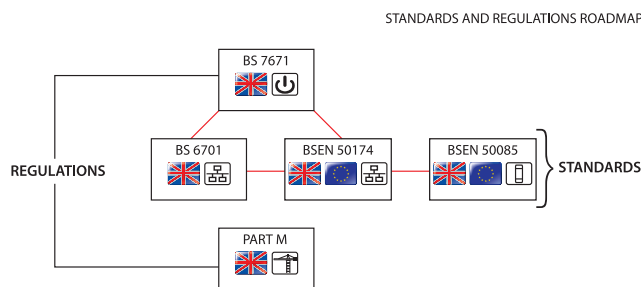 STANDARDS AND REGULATIONS ROADMAP
BS 7671
BS 6701
BSEN 50174
BSEN 50085
REGULATIONS
STANDARDS
PART M